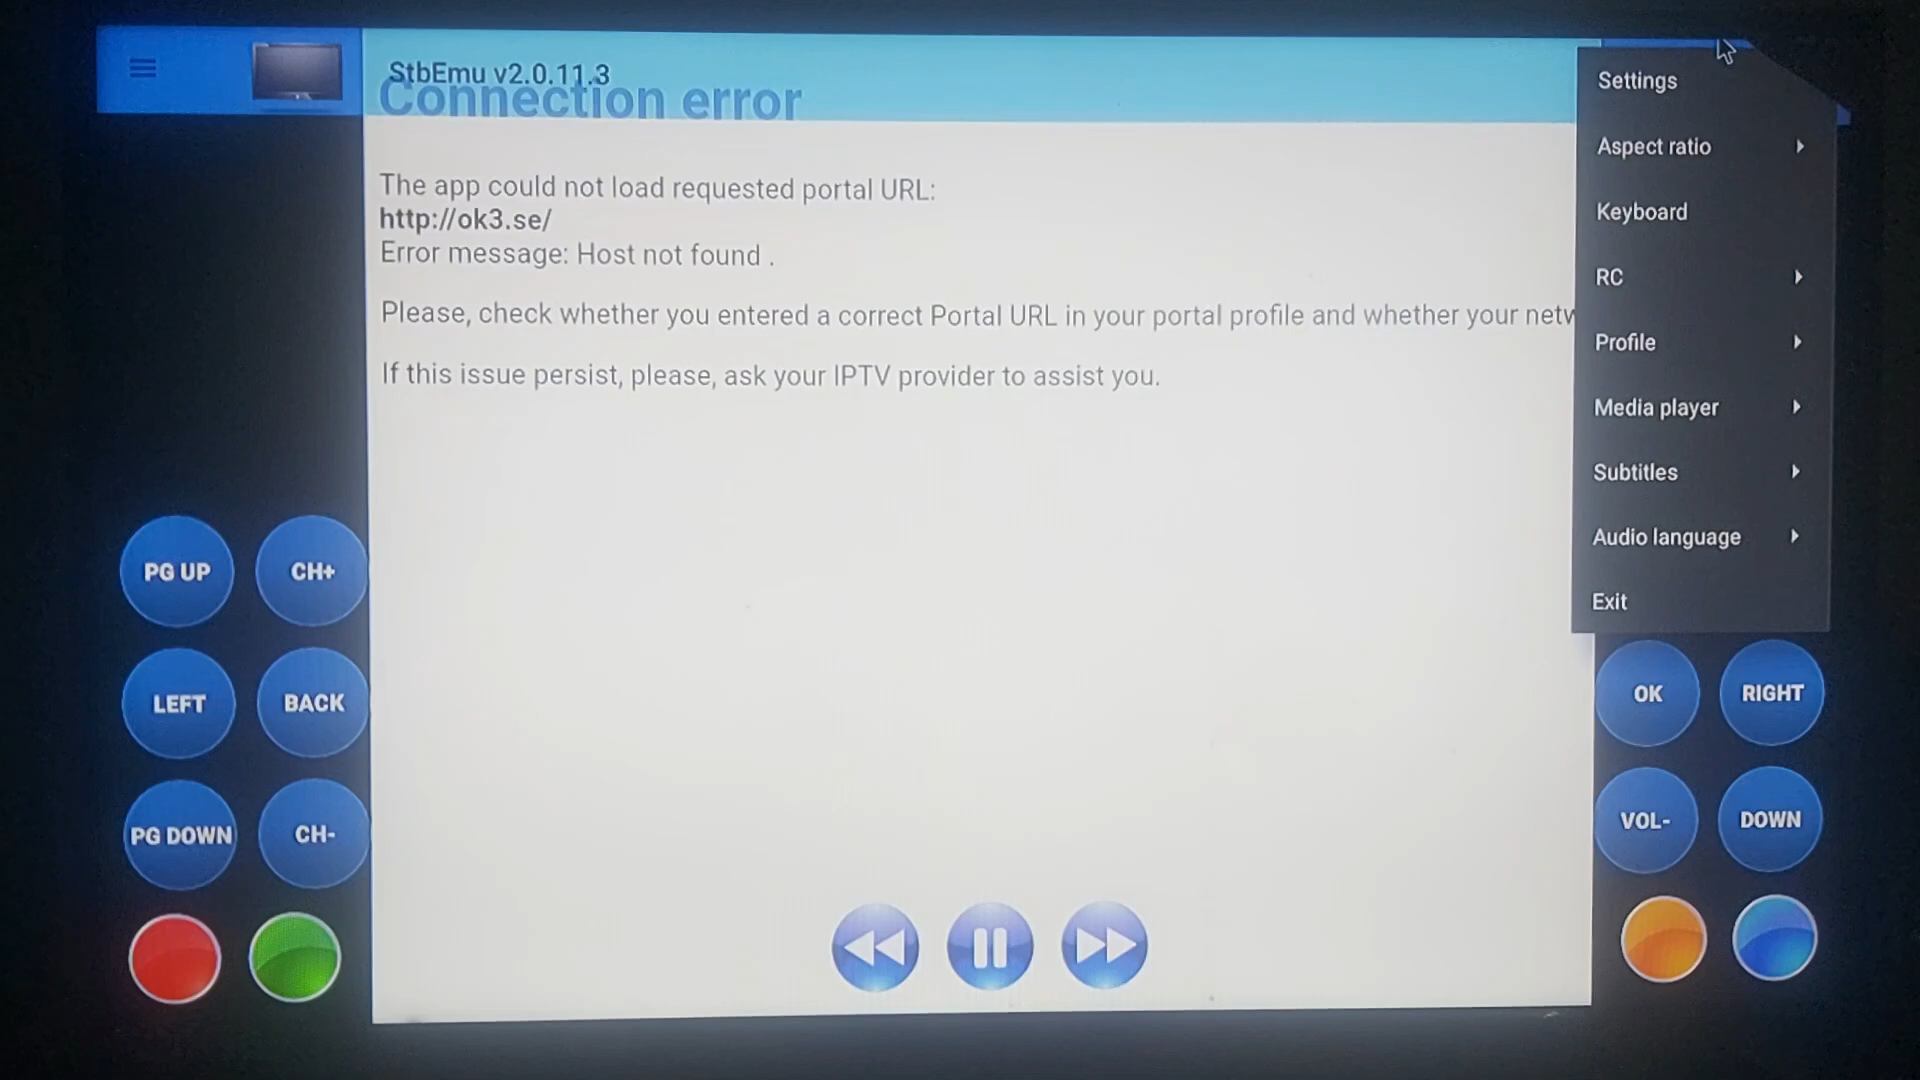 StbEmu v2.0.11.3
Connection error
The app could not load requested portal URL:
http://ok3.se/
Error message: Host not found .
Please, check whether you entered a correct Portal URL in your portal profile and whether your netw
If this issue persist, please, ask your IPTV provider to assist you.
Settings
Aspect ratio
Keyboard
RC
Profile
Media player
Subtitles
Audio language
Exit
PG UP
CH+
LEFT
BACK
OK
RIGHT
PG DOWN
CH-
VOL-
DOWN